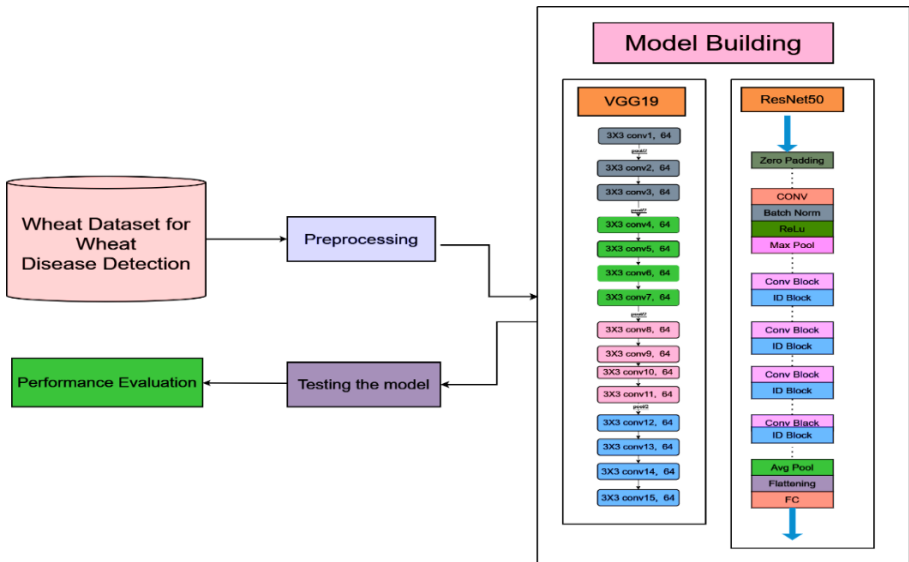 Model Building
VGG19
3X3 conv1, 64
3X3 conv2, 64
3X3 conv3, 64
3X3 conv4, 64
3X3 conv5, 64
3X3 conv6, 64
3X3 conv7, 64
3X3 conv8, 64
3X3 conv9, 64
3X3 conv10, 64
3X3 conv11, 64
3X3 conv12, 64
3X3 conv13, 64
3X3 conv14, 64
3X3 conv15, 64
ResNet50
Zero Padding
CONV
Batch Norm
ReLu
Max Pool
Conv Block
ID Block
Conv Block
ID Block
Conv Block
ID Block
Conv Black
ID Block
Avg Pool
Flattening
FC
Wheat Dataset for
Wheat
Disease Detection
Preprocessing
Performance Evaluation
Testing the model